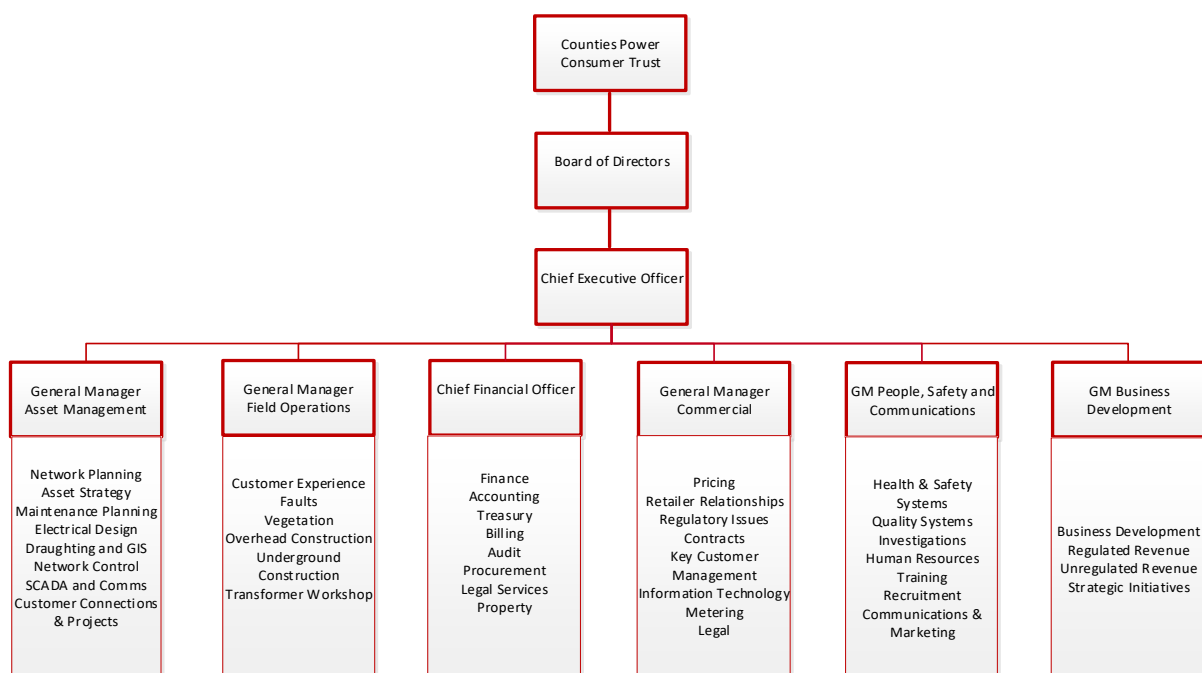 Counties Power
Consumer Trust
Board of Directors
Chief Executive Officer
General Manager
Asset Management
Network Planning
Asset Strategy
Maintenance Planning
Electrical Design
Draughting and GIS
Network Control
SCADA and Comms
Customer Connections
& Projects
General Manager
Field Operations
Customer Experience
Faults
Vegetation
Overhead Construction
Underground
Construction
Transformer Workshop
Chief Financial Officer
Finance
Accounting
Treasury
Billing
Audit
Procurement
Legal Services
Property
General Manager
Commercial
Pricing
Retailer Relationships
Regulatory Issues
Contracts
Key Customer
Management
Information Technology
Metering
Legal
GM People, Safety and
Communications
Health & Safety
Systems
Quality Systems
Investigations
Human Resources
Training
Recruitment
Communications &
Marketing
GM Business
Development
Business Development
Regulated Revenue
Unregulated Revenue
Strategic Initiatives